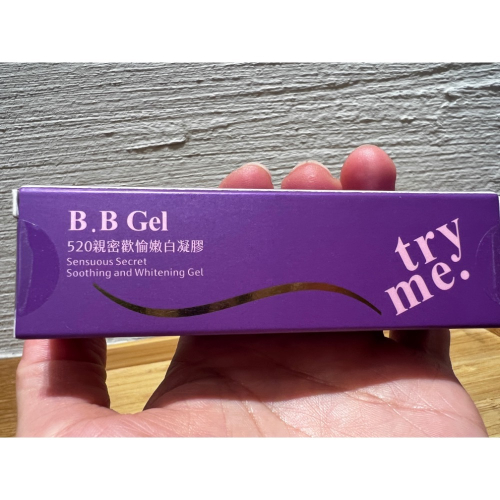 B.B Gel
520親密歡愉嫩白凝膠
Sensuous Secret
Soothing and Whitening Gel
try
me.